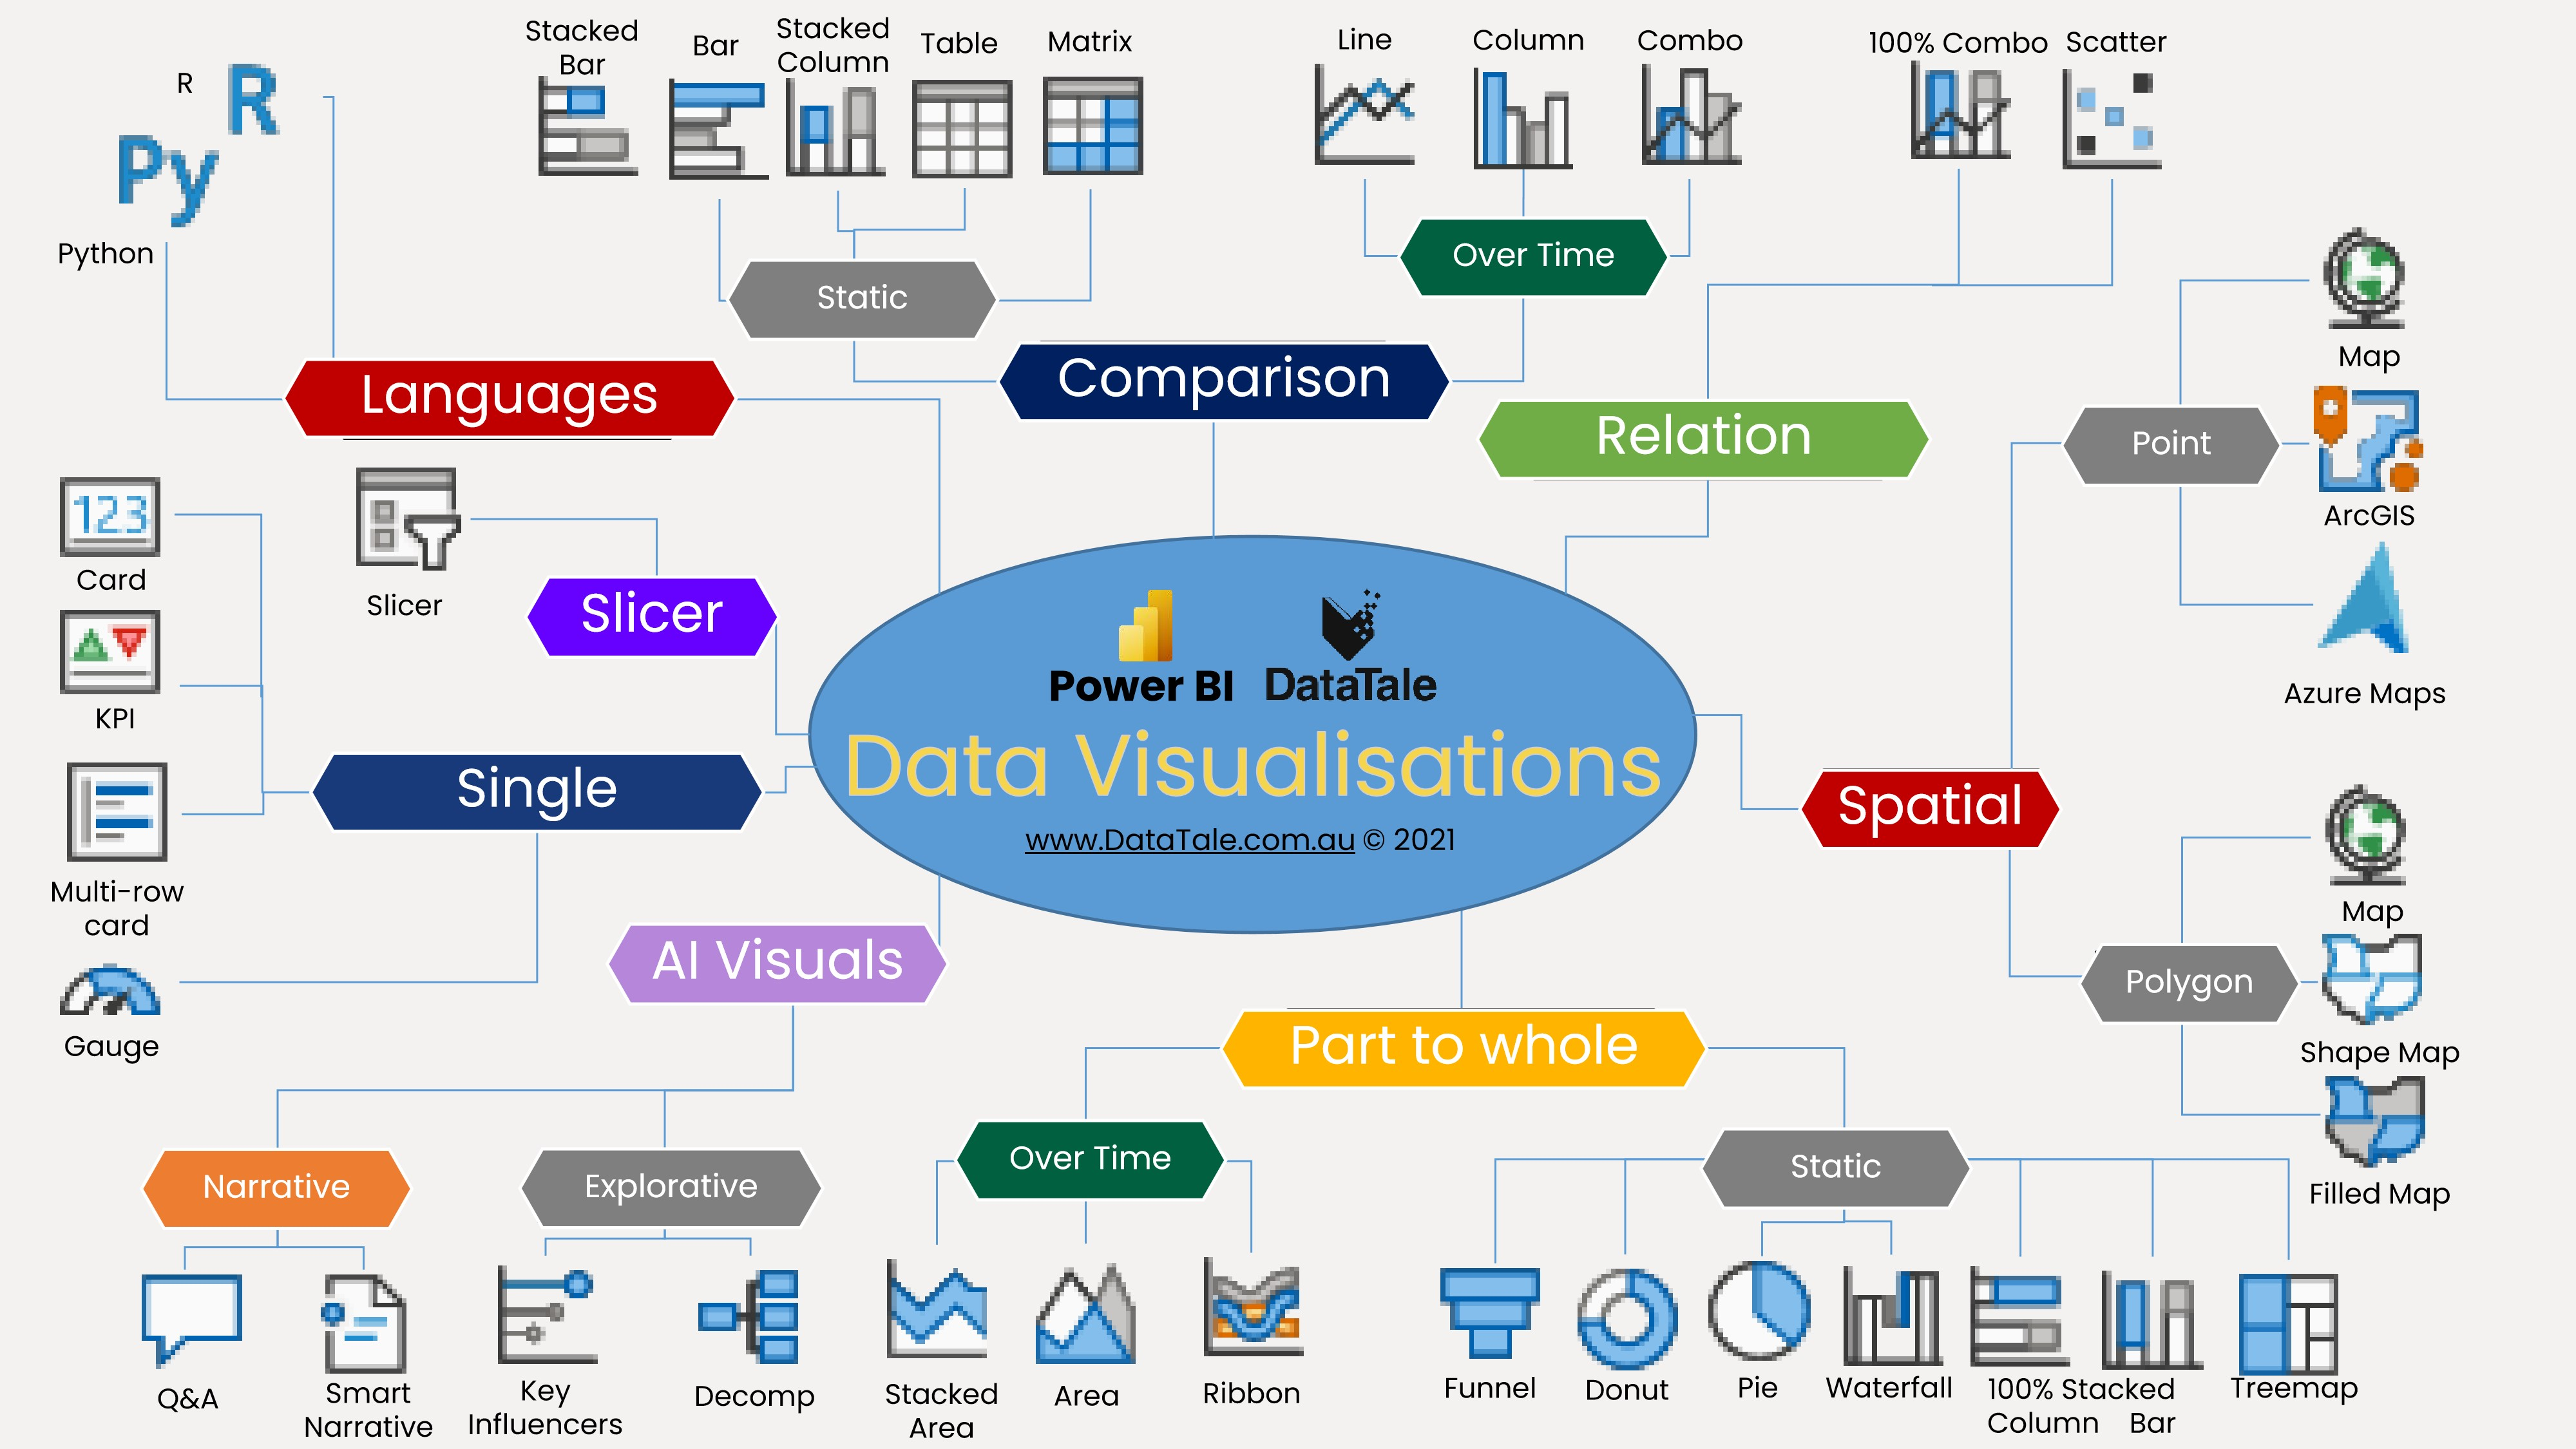 Stacked
Bar
Bar
Stacked
Column
Table
Matrix
Line
Column
Combo
100% Combo
Scatter
R
R
Py
Python
Static
Over Time
Map
Languages
Comparison
Relation
Point
ArcGIS
123
Card
Slicer
Slicer
KPI
Azure Maps
Power BI
DataTale
Data Visualisations
www.DataTale.com.au © 2021
Single
Spatial
Multi-row
card
Map
AI Visuals
Polygon
Gauge
Part to whole
Shape Map
Filled Map
Narrative
Explorative
Over Time
Static
Q&A
Smart
Narrative
Key
Influencers
Decomp
Stacked
Area
Area
Ribbon
Funnel
Donut
Pie
Waterfall
100% Stacked
Column Bar
Treemap